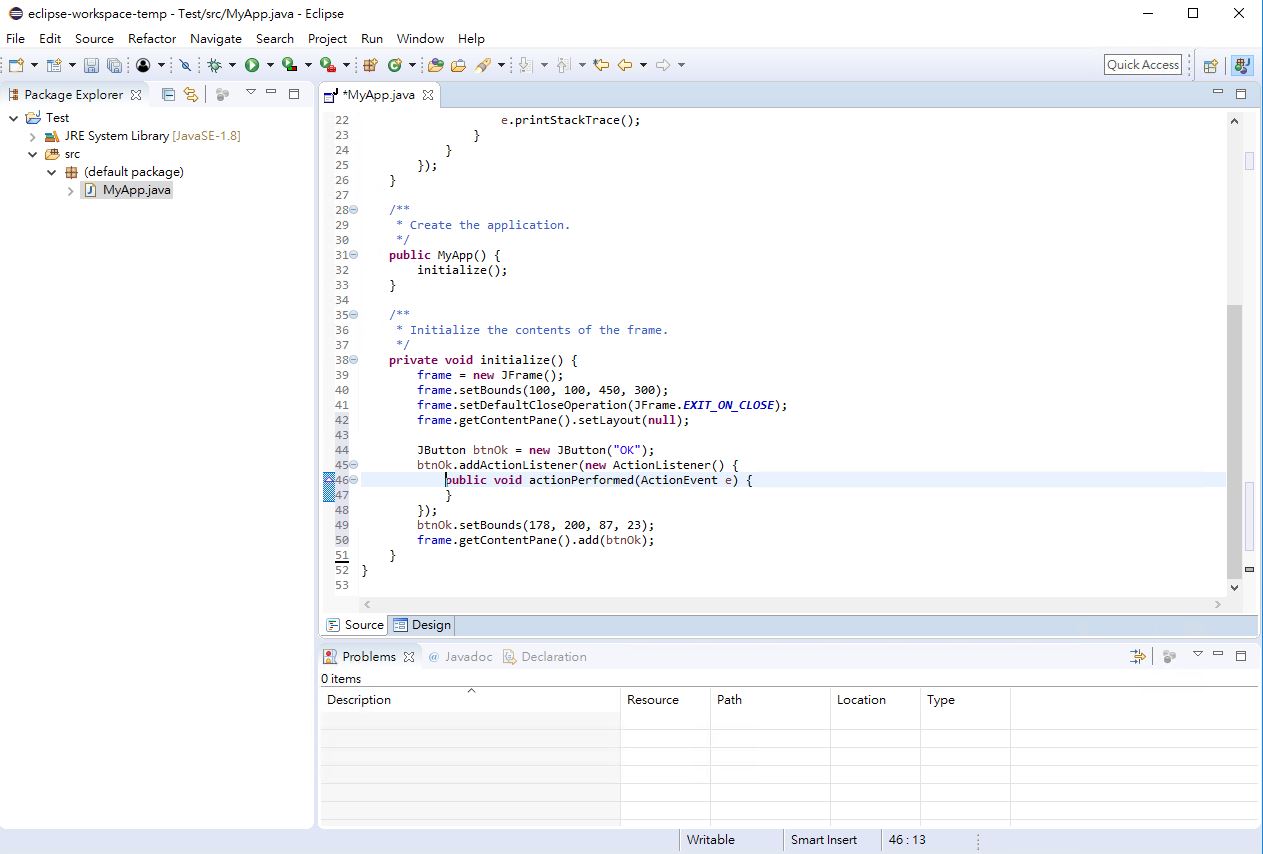 eclipse-workspace-temp - Test/src/MyApp.java - Eclipse
File Edit Source Refactor Navigate Search Project Run Window Help
Quick Access
Package Explorer
Test
JRE System Library [JavaSE-1.8]
src
(default package)
MyApp.java
*MyApp.java
22 e.printStackTrace();
23 }
24 }
25 });
26 }
27
28 /**
29 * Create the application.
30 */
31 public MyApp() {
32 initialize();
33 }
34
35 /**
36 * Initialize the contents of the frame.
37 */
38 private void initialize() {
39 frame = new JFrame();
40 frame.setBounds(100, 100, 450, 300);
41 frame.setDefaultCloseOperation(JFrame.EXIT_ON_CLOSE);
42 frame.getContentPane().setLayout(null);
43
44 JButton btnOk = new JButton("OK");
45 btnOk.addActionListener(new ActionListener() {
46 public void actionPerformed(ActionEvent e) {
47 }
48 });
49 btnOk.setBounds(178, 200, 87, 23);
50 frame.getContentPane().add(btnOk);
51 }
52 }
53
Source Design
Problems @ Javadoc Declaration
0 items
Description Resource Path Location Type
Writable Smart Insert 46 : 13